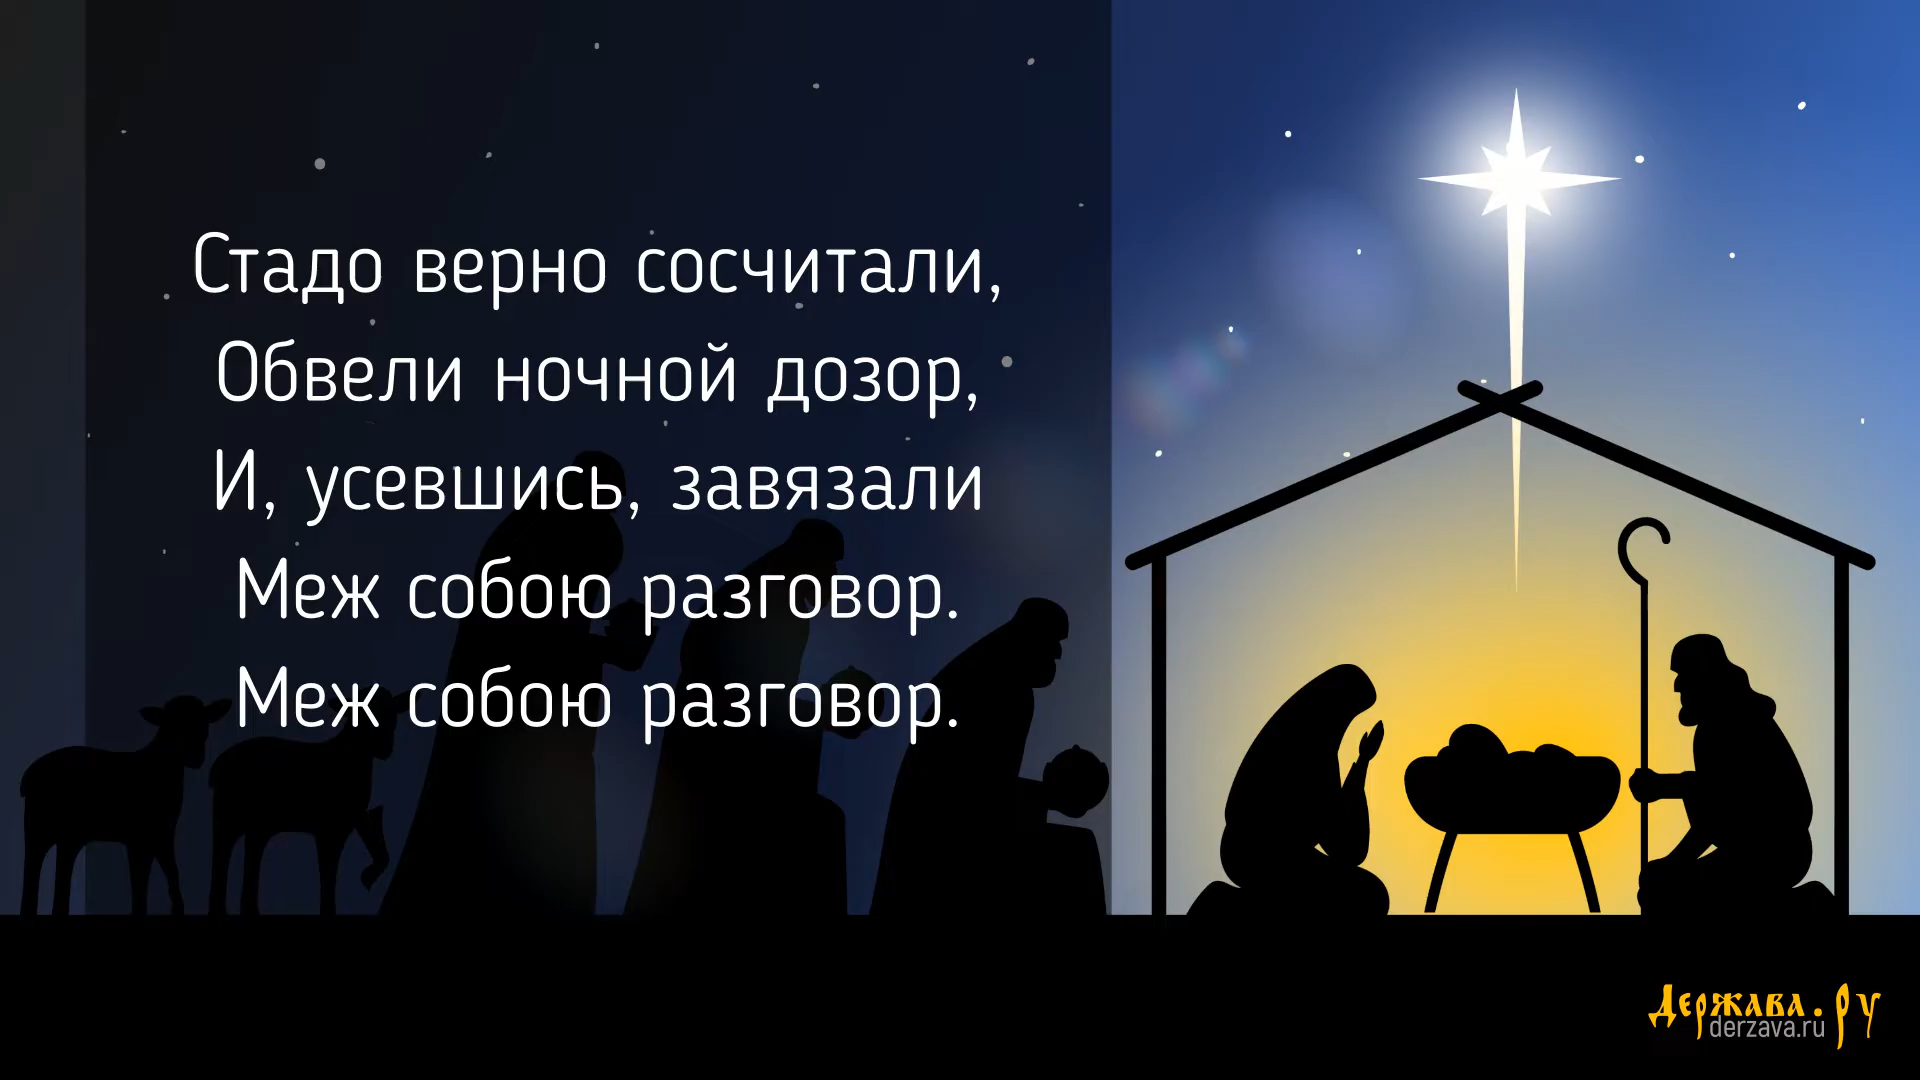 Стадо верно сосчитали,
Обвели ночной дозор,
И, усевшись, завязали
Меж собою разговор.
Меж собою разговор.
Держава.ру
derzava.ru